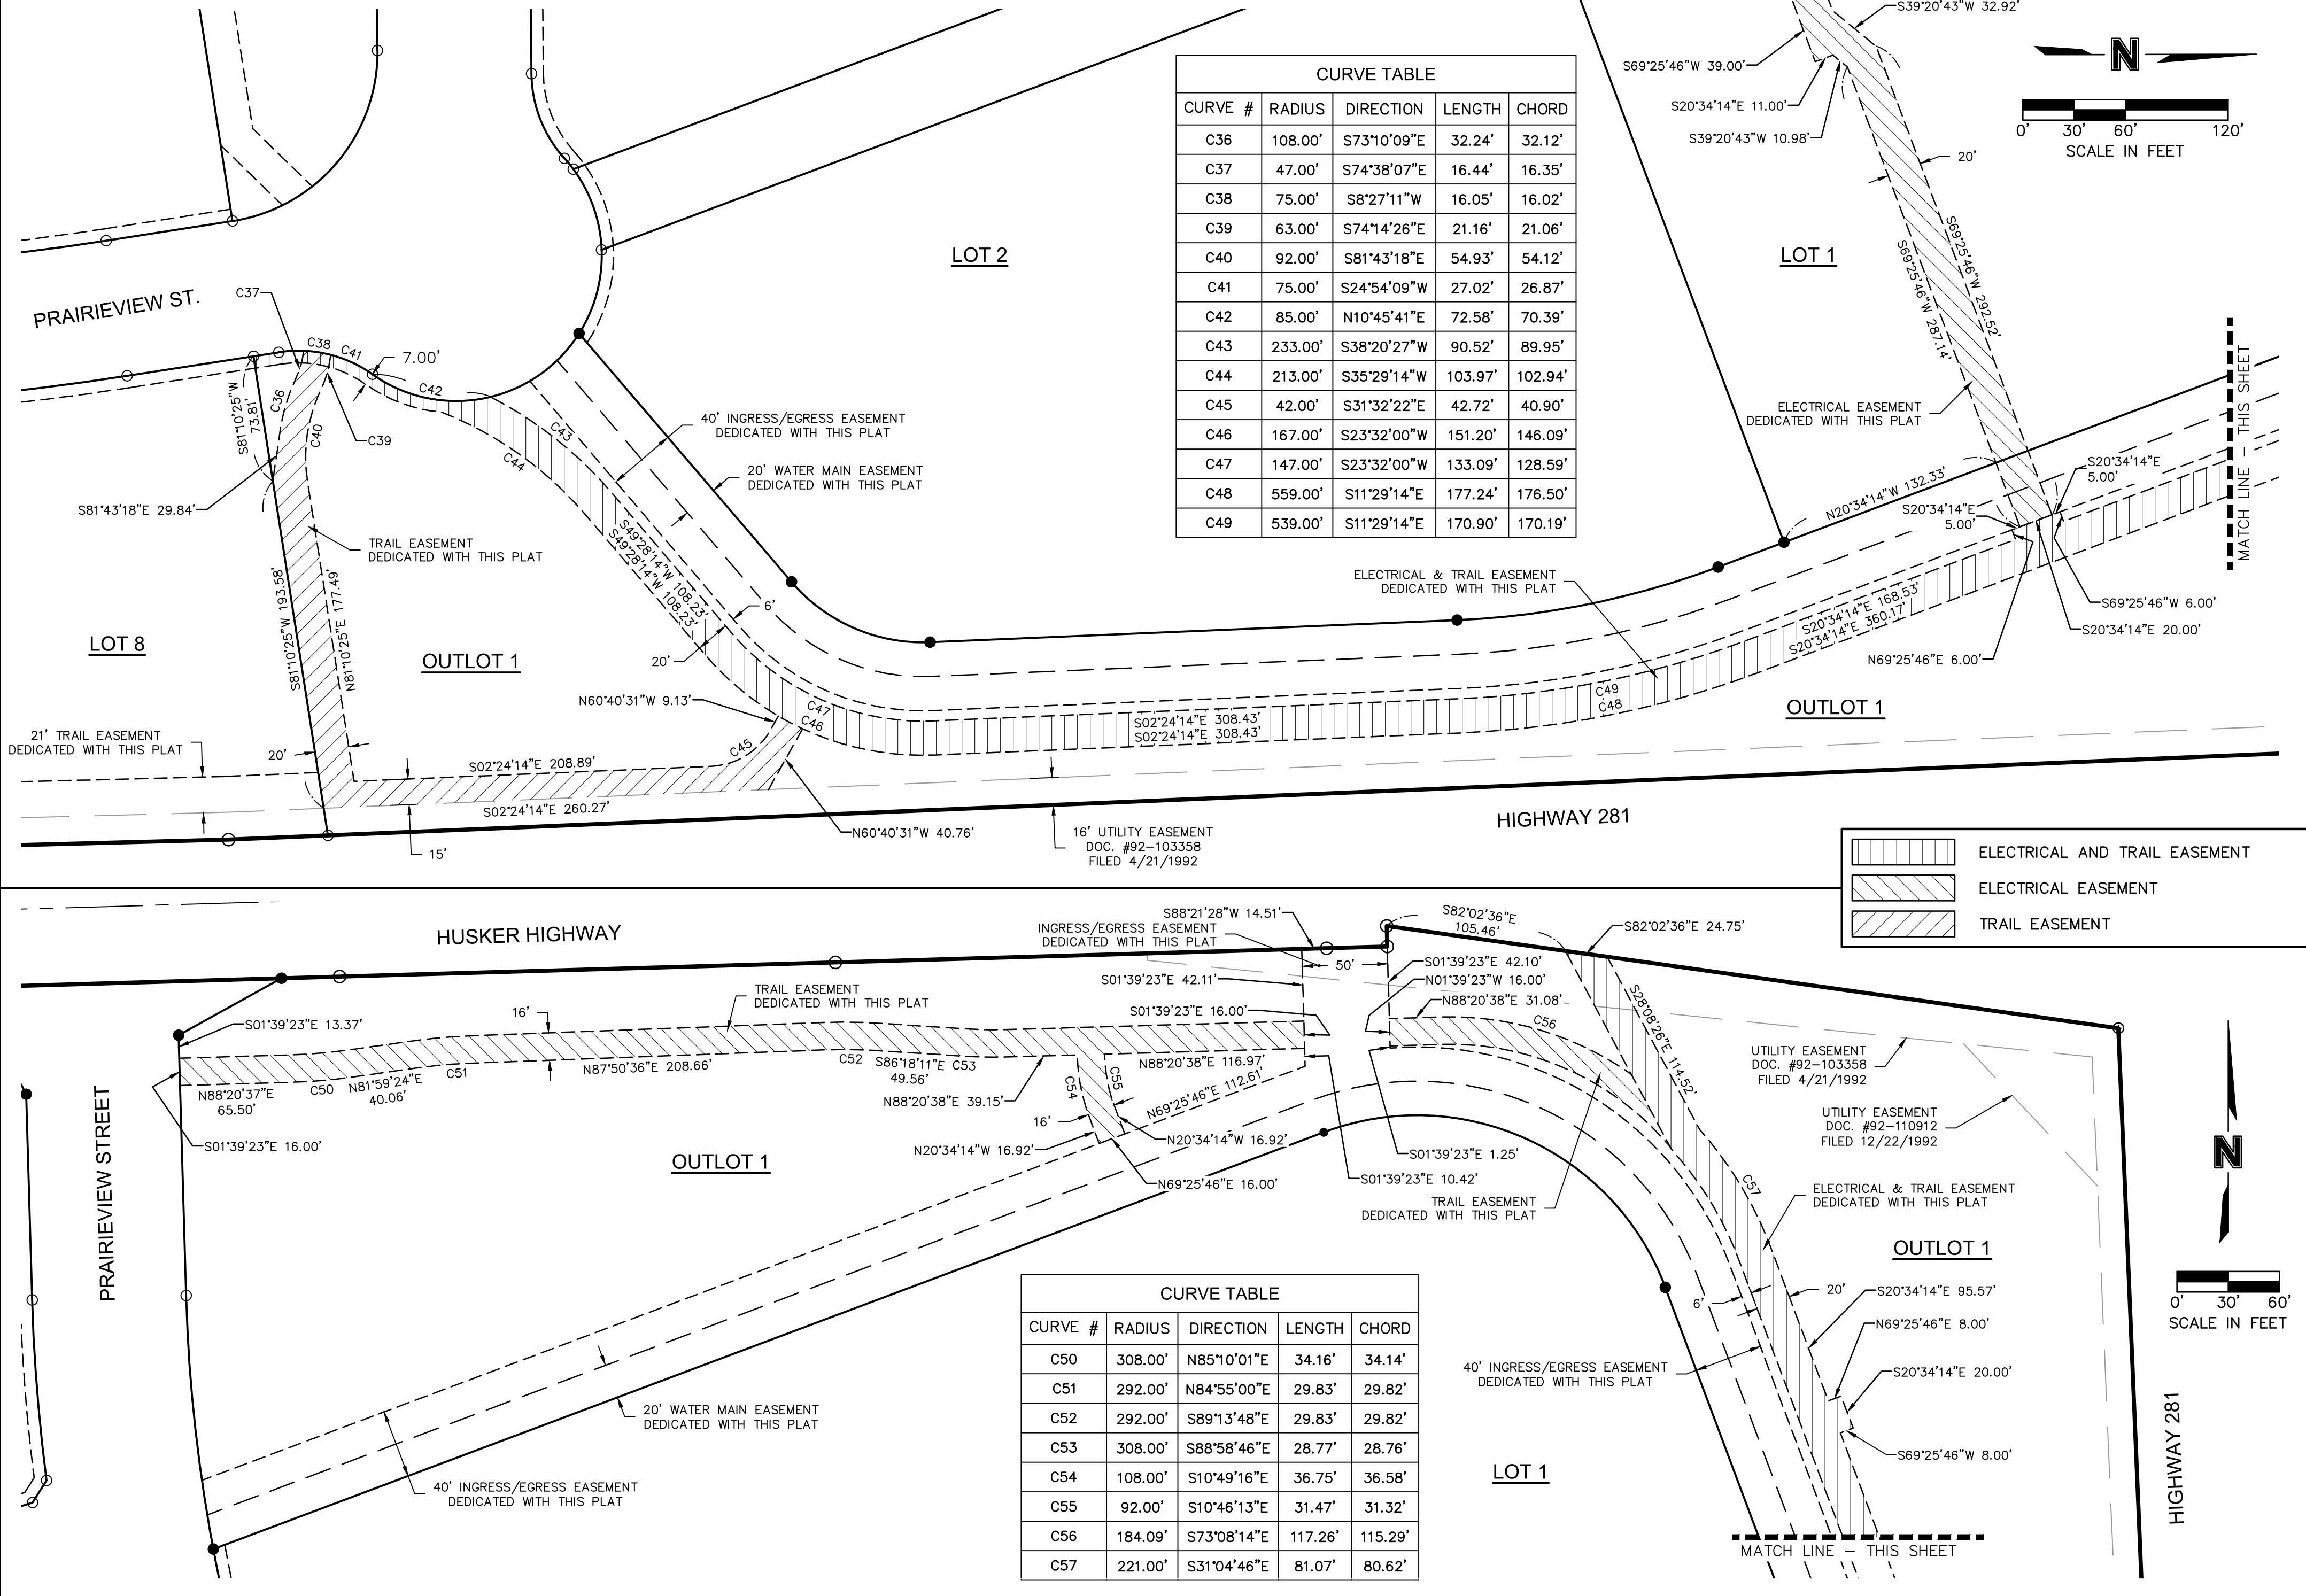 S39°20'43"W 32.92'
S69°25'46"W 39.00'
S20°34'14"E 11.00'
S39°20'43"W 10.98'
N
0' 30' 60' 120'
SCALE IN FEET
20'
CURVE TABLE
CURVE # RADIUS DIRECTION LENGTH CHORD
C36 108.00' S73°10'09"E 32.24' 32.12'
C37 47.00' S74°38'07"E 16.44' 16.35'
C38 75.00' S8°27'11"W 16.05' 16.02'
C39 63.00' S74°14'26"E 21.16' 21.06'
C40 92.00' S81°43'18"E 54.93' 54.12'
C41 75.00' S24°54'09"W 27.02' 26.87'
C42 85.00' N10°45'41"E 72.58' 70.39'
C43 233.00' S38°20'27"W 90.52' 89.95'
C44 213.00' S35°29'14"W 103.97' 102.94'
C45 42.00' S31°32'22"E 42.72' 40.90'
C46 167.00' S23°32'00"W 151.20' 146.09'
C47 147.00' S23°32'00"W 133.09' 128.59'
C48 559.00' S11°29'14"E 177.24' 176.50'
C49 539.00' S11°29'14"E 170.90' 170.19'
LOT 2
LOT 1
S69°25'46"W 292.52'
S69°25'46"W 287.14'
PRAIRIEVIEW ST.
C37
C38
C41
7.00'
C42
C36
C40
C39
S81°10'25"W
73.81'
C43
C44
40' INGRESS/EGRESS EASEMENT
DEDICATED WITH THIS PLAT
20' WATER MAIN EASEMENT
DEDICATED WITH THIS PLAT
ELECTRICAL EASEMENT
DEDICATED WITH THIS PLAT
MATCH LINE – THIS SHEET
S20°34'14"E
5.00'
N20°34'14"W 132.33'
S20°34'14"E
5.00'
S81°43'18"E 29.84'
TRAIL EASEMENT
DEDICATED WITH THIS PLAT
S49°28'14"W 108.23'
S49°28'14"W 108.23'
6'
20'
ELECTRICAL & TRAIL EASEMENT
DEDICATED WITH THIS PLAT
S20°34'14"E 168.53'
S20°34'14"E 360.17'
S69°25'46"W 6.00'
S20°34'14"E 20.00'
N69°25'46"E 6.00'
LOT 8
S81°10'25"W 193.58'
N81°10'25"E 177.49'
OUTLOT 1
N60°40'31"W 9.13'
C47
C46
C45
C49
C48
S02°24'14"E 308.43'
S02°24'14"E 308.43'
OUTLOT 1
21' TRAIL EASEMENT
DEDICATED WITH THIS PLAT
20'
S02°24'14"E 208.89'
S02°24'14"E 260.27'
15'
N60°40'31"W 40.76'
16' UTILITY EASEMENT
DOC. #92-103358
FILED 4/21/1992
HIGHWAY 281
ELECTRICAL AND TRAIL EASEMENT
ELECTRICAL EASEMENT
TRAIL EASEMENT
HUSKER HIGHWAY
S88°21'28"W 14.51'
INGRESS/EGRESS EASEMENT
DEDICATED WITH THIS PLAT
50'
S82°02'36"E
105.46'
S82°02'36"E 24.75'
S01°39'23"E 42.11'
S01°39'23"E 42.10'
N01°39'23"W 16.00'
N88°20'38"E 31.08'
S01°39'23"E 16.00'
TRAIL EASEMENT
DEDICATED WITH THIS PLAT
16'
S01°39'23"E 13.37'
C56
S28°08'26"E 114.52'
UTILITY EASEMENT
DOC. #92-103358
FILED 4/21/1992
UTILITY EASEMENT
DOC. #92-110912
FILED 12/22/1992
N88°20'37"E
65.50'
C50
N81°59'24"E
40.06'
C51
N87°50'36"E 208.66'
C52
S86°18'11"E
49.56'
C53
N88°20'38"E 39.15'
C54
C55
N88°20'38"E 116.97'
N69°25'46"E 112.61'
16'
S01°39'23"E 16.00'
N20°34'14"W 16.92'
N20°34'14"W 16.92'
N69°25'46"E 16.00'
S01°39'23"E 1.25'
S01°39'23"E 10.42'
TRAIL EASEMENT
DEDICATED WITH THIS PLAT
C57
ELECTRICAL & TRAIL EASEMENT
DEDICATED WITH THIS PLAT
N
PRAIRIEVIEW STREET
OUTLOT 1
OUTLOT 1
0' 30' 60'
SCALE IN FEET
6'
20'
S20°34'14"E 95.57'
N69°25'46"E 8.00'
S20°34'14"E 20.00'
S69°25'46"W 8.00'
40' INGRESS/EGRESS EASEMENT
DEDICATED WITH THIS PLAT
20' WATER MAIN EASEMENT
DEDICATED WITH THIS PLAT
40' INGRESS/EGRESS EASEMENT
DEDICATED WITH THIS PLAT
CURVE TABLE
CURVE # RADIUS DIRECTION LENGTH CHORD
C50 308.00' N85°10'01"E 34.16' 34.14'
C51 292.00' N84°55'00"E 29.83' 29.82'
C52 292.00' S89°13'48"E 29.83' 29.82'
C53 308.00' S88°58'46"E 28.77' 28.76'
C54 108.00' S10°49'16"E 36.75' 36.58'
C55 92.00' S10°46'13"E 31.47' 31.32'
C56 184.09' S73°08'14"E 117.26' 115.29'
C57 221.00' S31°04'46"E 81.07' 80.62'
LOT 1
HIGHWAY 281
MATCH LINE – THIS SHEET